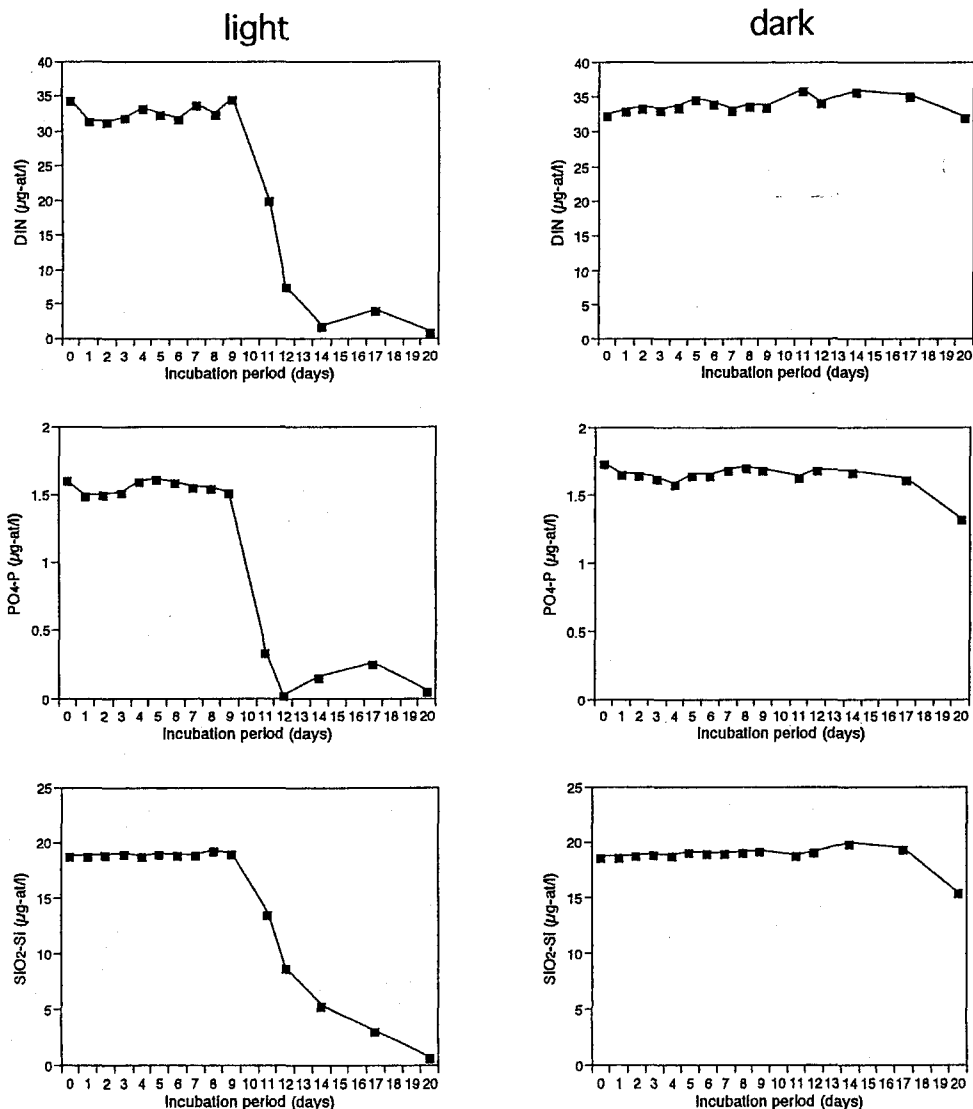 light
dark
40
35
30
25
20
15
10
5
0
DIN (µg-at/l)
0 1 2 3 4 5 6 7 8 9 10 11 12 13 14 15 16 17 18 19 20
Incubation period (days)
40
35
30
25
20
15
10
5
0
DIN (µg-at/l)
0 1 2 3 4 5 6 7 8 9 10 11 12 13 14 15 16 17 18 19 20
Incubation period (days)
2
1.5
1
0.5
0
PO4-P (µg-at/l)
0 1 2 3 4 5 6 7 8 9 10 11 12 13 14 15 16 17 18 19 20
Incubation period (days)
2
1.5
1
0.5
0
PO4-P (µg-at/l)
0 1 2 3 4 5 6 7 8 9 10 11 12 13 14 15 16 17 18 19 20
Incubation period (days)
25
20
15
10
5
0
SiO2-Si (µg-at/l)
0 1 2 3 4 5 6 7 8 9 10 11 12 13 14 15 16 17 18 19 20
Incubation period (days)
25
20
15
10
5
0
SiO2-Si (µg-at/l)
0 1 2 3 4 5 6 7 8 9 10 11 12 13 14 15 16 17 18 19 20
Incubation period (days)